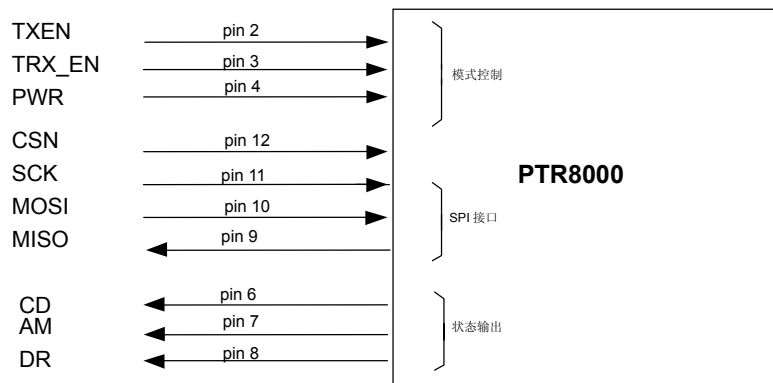 TXEN pin 2
TRX_EN pin 3
PWR pin 4
模式控制
CSN pin 12
SCK pin 11
PTR8000
MOSI pin 10
SPI 接口
MISO pin 9
CD pin 6
AM pin 7
状态输出
DR pin 8